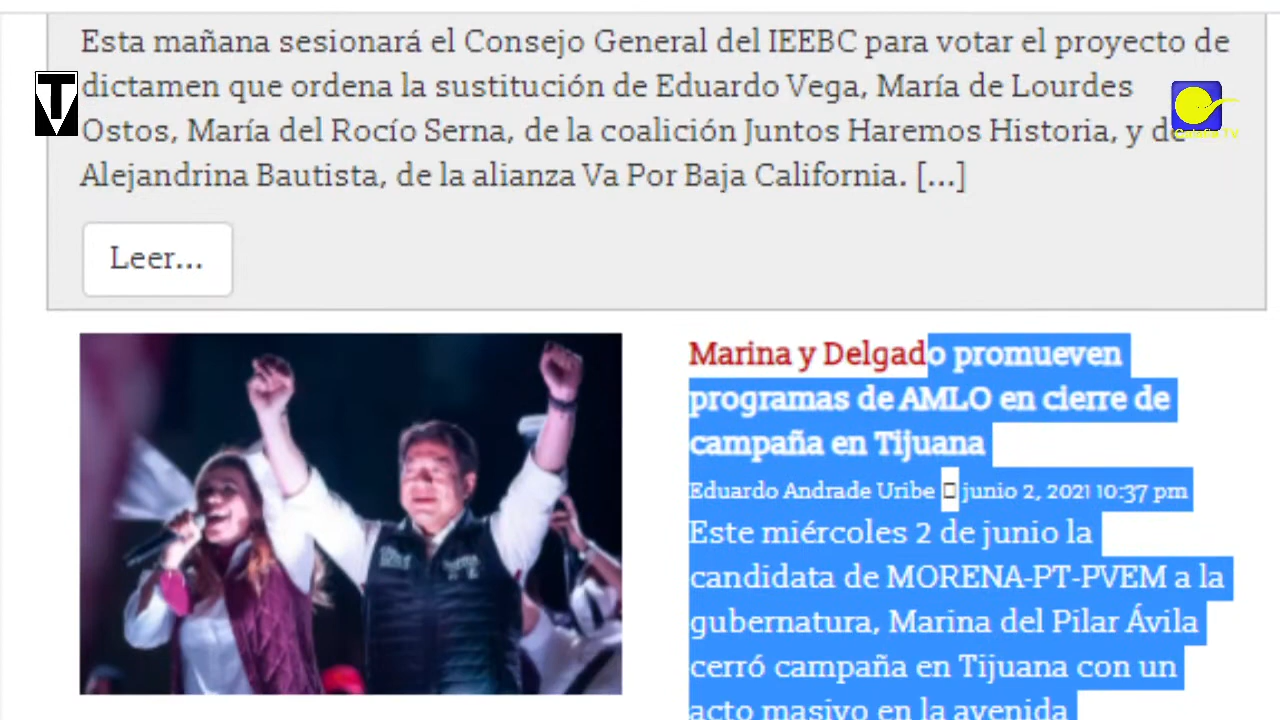 Esta mañana sesionará el Consejo General del IEEBC para votar el proyecto de
dictamen que ordena la sustitución de Eduardo Vega, María de Lourdes
Ostos, María del Rocío Serna, de la coalición Juntos Haremos Historia, y de
Alejandrina Bautista, de la alianza Va Por Baja California. [...]
Leer...
Marina y Delgado promueven
programas de AMLO en cierre de
campaña en Tijuana
Eduardo Andrade Uribe junio 2, 2021 10:37 pm
Este miércoles 2 de junio la
candidata de MORENA-PT-PVEM a la
gubernatura, Marina del Pilar Ávila
cerró campaña en Tijuana con un
acto masivo en la avenida
T
TV